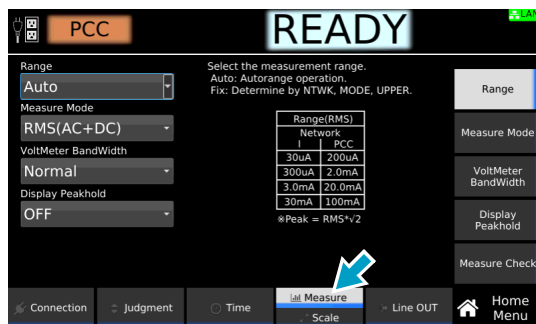 PCC
READY
LAN
Range
Auto
Measure Mode
RMS(AC+DC)
VoltMeter BandWidth
Normal
Display Peakhold
OFF
Select the measurement range.
Auto: Autorange operation.
Fix: Determine by NTWK, MODE, UPPER.
Range(RMS)
Network
I PCC
30uA 200uA
300uA 2.0mA
3.0mA 20.0mA
30mA 100mA
※Peak = RMS*√2
Range
Measure Mode
VoltMeter
BandWidth
Display
Peakhold
Measure Check
Connection
Judgment
Time
Measure
Scale
Line OUT
Home
Menu